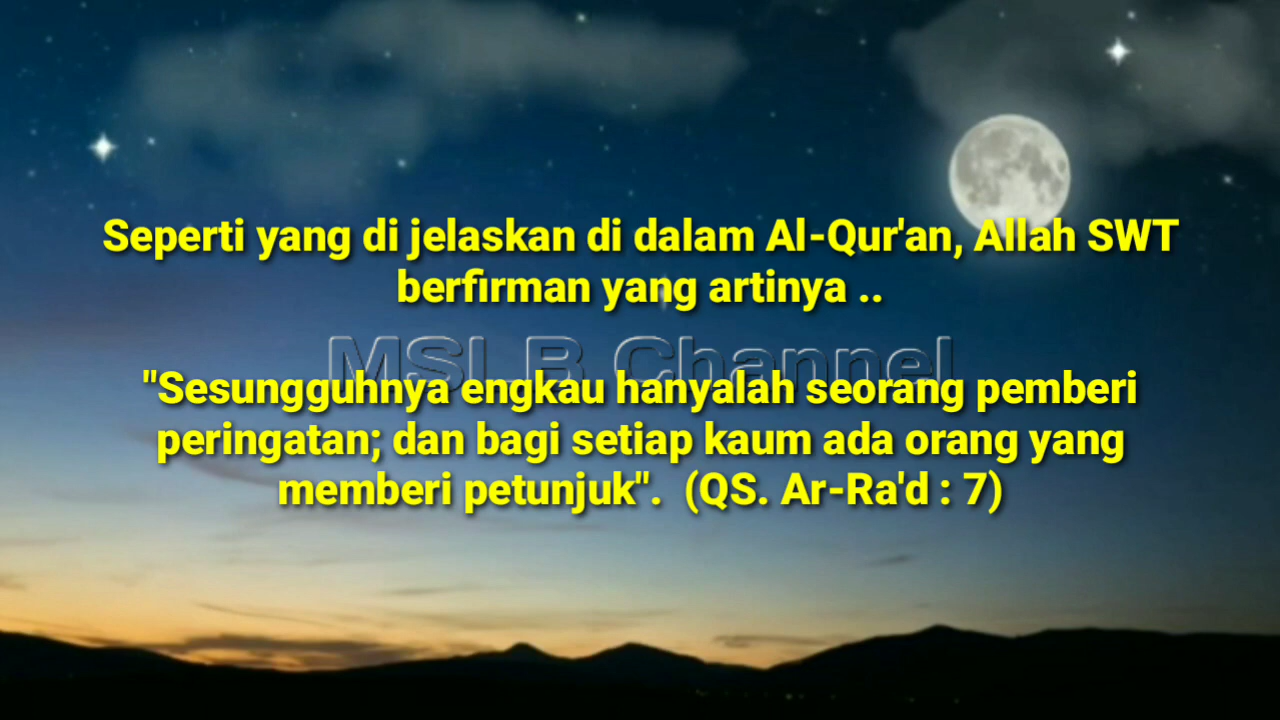 Seperti yang di jelaskan di dalam Al-Qur'an, Allah SWT
berfirman yang artinya ..
MSLB Channel
"Sesungguhnya engkau hanyalah seorang pemberi
peringatan; dan bagi setiap kaum ada orang yang
memberi petunjuk".  (QS. Ar-Ra'd : 7)